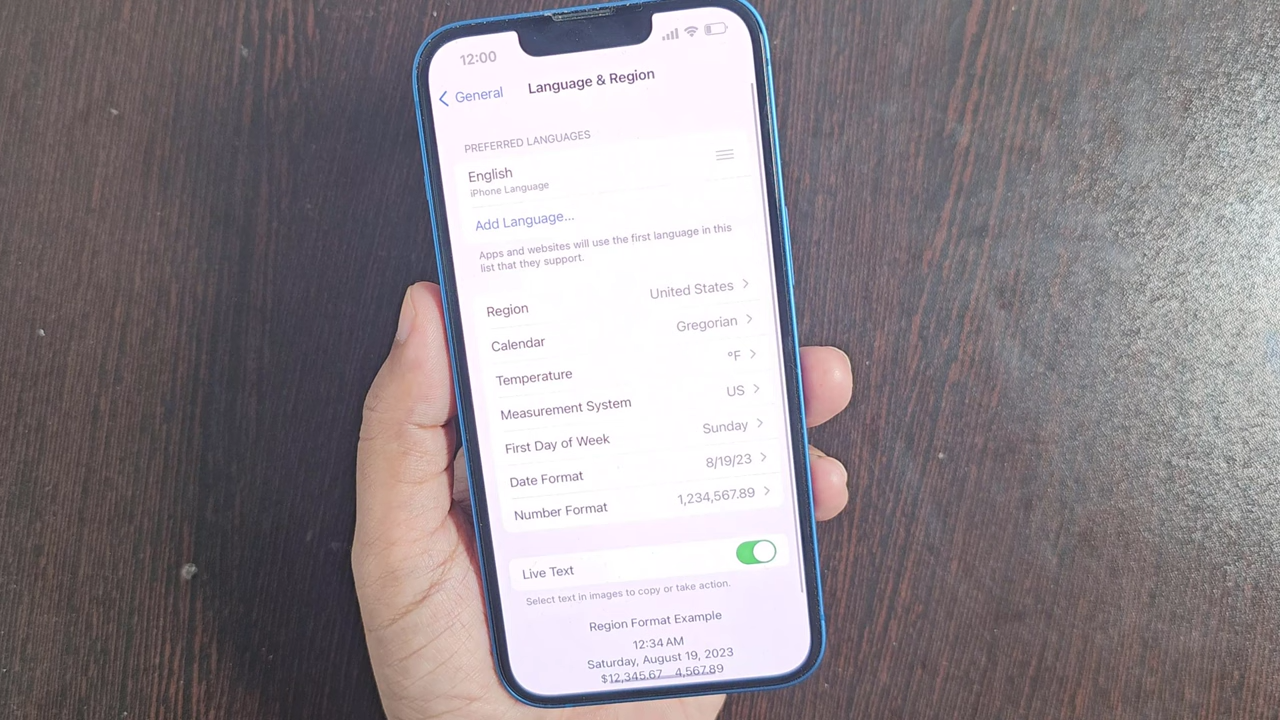 12:00
General
Language & Region
PREFERRED LANGUAGES
English
iPhone Language
Add Language...
Apps and websites will use the first language in this
list that they support.
Region United States
Calendar Gregorian
Temperature °F
Measurement System US
First Day of Week Sunday
Date Format 8/19/23
Number Format 1,234,567.89
Live Text
Select text in images to copy or take action.
Region Format Example
12:34 AM
Saturday, August 19, 2023
$12,345.67 4,567.89